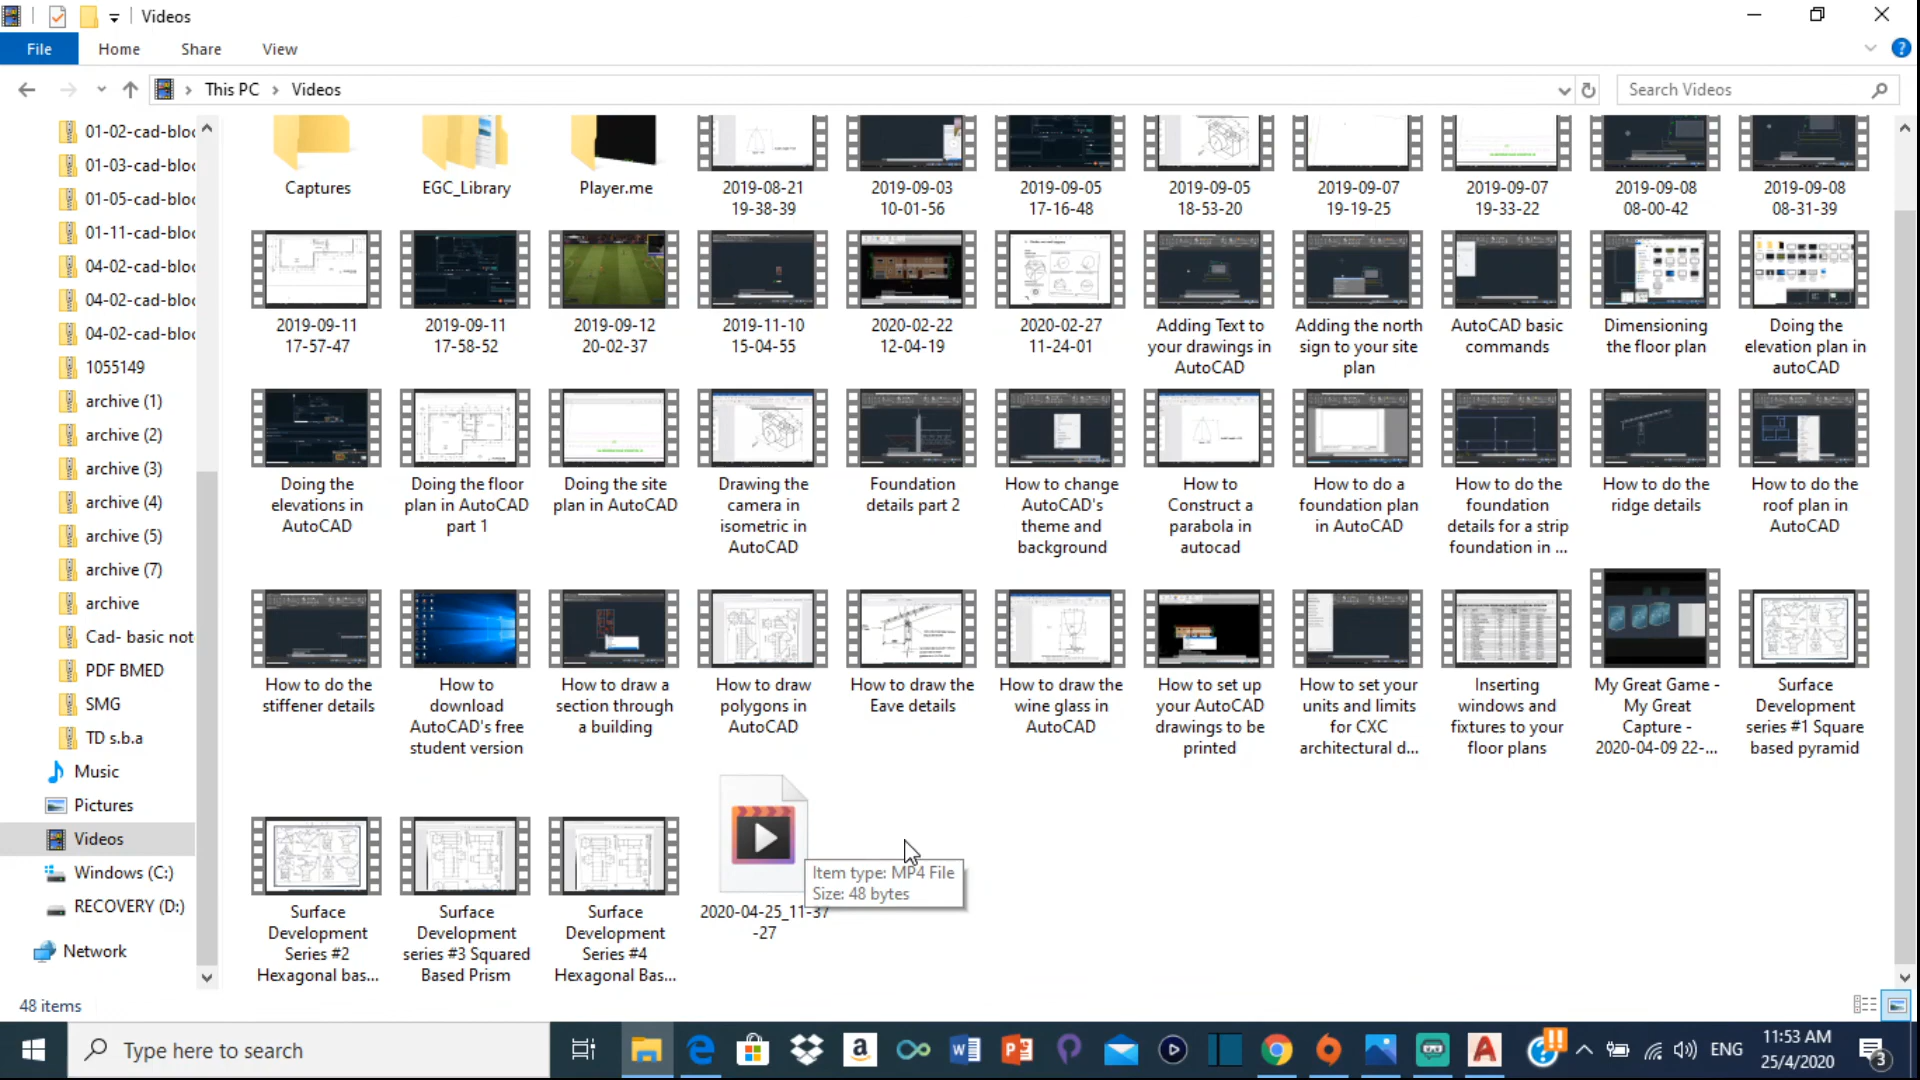 Videos
File Home Share View
This PC Videos
Search Videos
01-02-cad-bloc
01-03-cad-bloc
01-05-cad-bloc
01-11-cad-bloc
04-02-cad-bloc
04-02-cad-bloc
04-02-cad-bloc
1055149
archive (1)
archive (2)
archive (3)
archive (4)
archive (5)
archive (7)
archive
Cad- basic not
PDF BMED
SMG
TD s.b.a
Music
Pictures
Videos
Windows (C:)
RECOVERY (D:)
Network
Captures
EGC_Library
Player.me
2019-08-21
19-38-39
2019-09-03
10-01-56
2019-09-05
17-16-48
2019-09-05
18-53-20
2019-09-07
19-19-25
2019-09-07
19-33-22
2019-09-08
08-00-42
2019-09-08
08-31-39
2019-09-11
17-57-47
2019-09-11
17-58-52
2019-09-12
20-02-37
2019-11-10
15-04-55
2020-02-22
12-04-19
2020-02-27
11-24-01
Adding Text to
your drawings in
AutoCAD
Adding the north
sign to your site
plan
AutoCAD basic
commands
Dimensioning
the floor plan
Doing the
elevation plan in
autoCAD
Doing the
elevations in
AutoCAD
Doing the floor
plan in AutoCAD
part 1
Doing the site
plan in AutoCAD
Drawing the
camera in
isometric in
AutoCAD
Foundation
details part 2
How to change
AutoCAD's
theme and
background
How to
Construct a
parabola in
autocad
How to do a
foundation plan
in AutoCAD
How to do the
foundation
details for a strip
foundation in ...
How to do the
ridge details
How to do the
roof plan in
AutoCAD
How to do the
stiffener details
How to
download
AutoCAD's free
student version
How to draw a
section through
a building
How to draw
polygons in
AutoCAD
How to draw the
Eave details
How to draw the
wine glass in
AutoCAD
How to set up
your AutoCAD
drawings to be
printed
How to set your
units and limits
for CXC
architectural d...
Inserting
windows and
fixtures to your
floor plans
My Great Game -
My Great
Capture -
2020-04-09 22-...
Surface
Development
series #1 Square
based pyramid
Surface
Development
Series #2
Hexagonal bas...
Surface
Development
series #3 Squared
Based Prism
Surface
Development
Series #4
Hexagonal Bas...
2020-04-25_11-37
-27
Item type: MP4 File
Size: 48 bytes
48 items
Type here to search
ENG
11:53 AM
25/4/2020
3